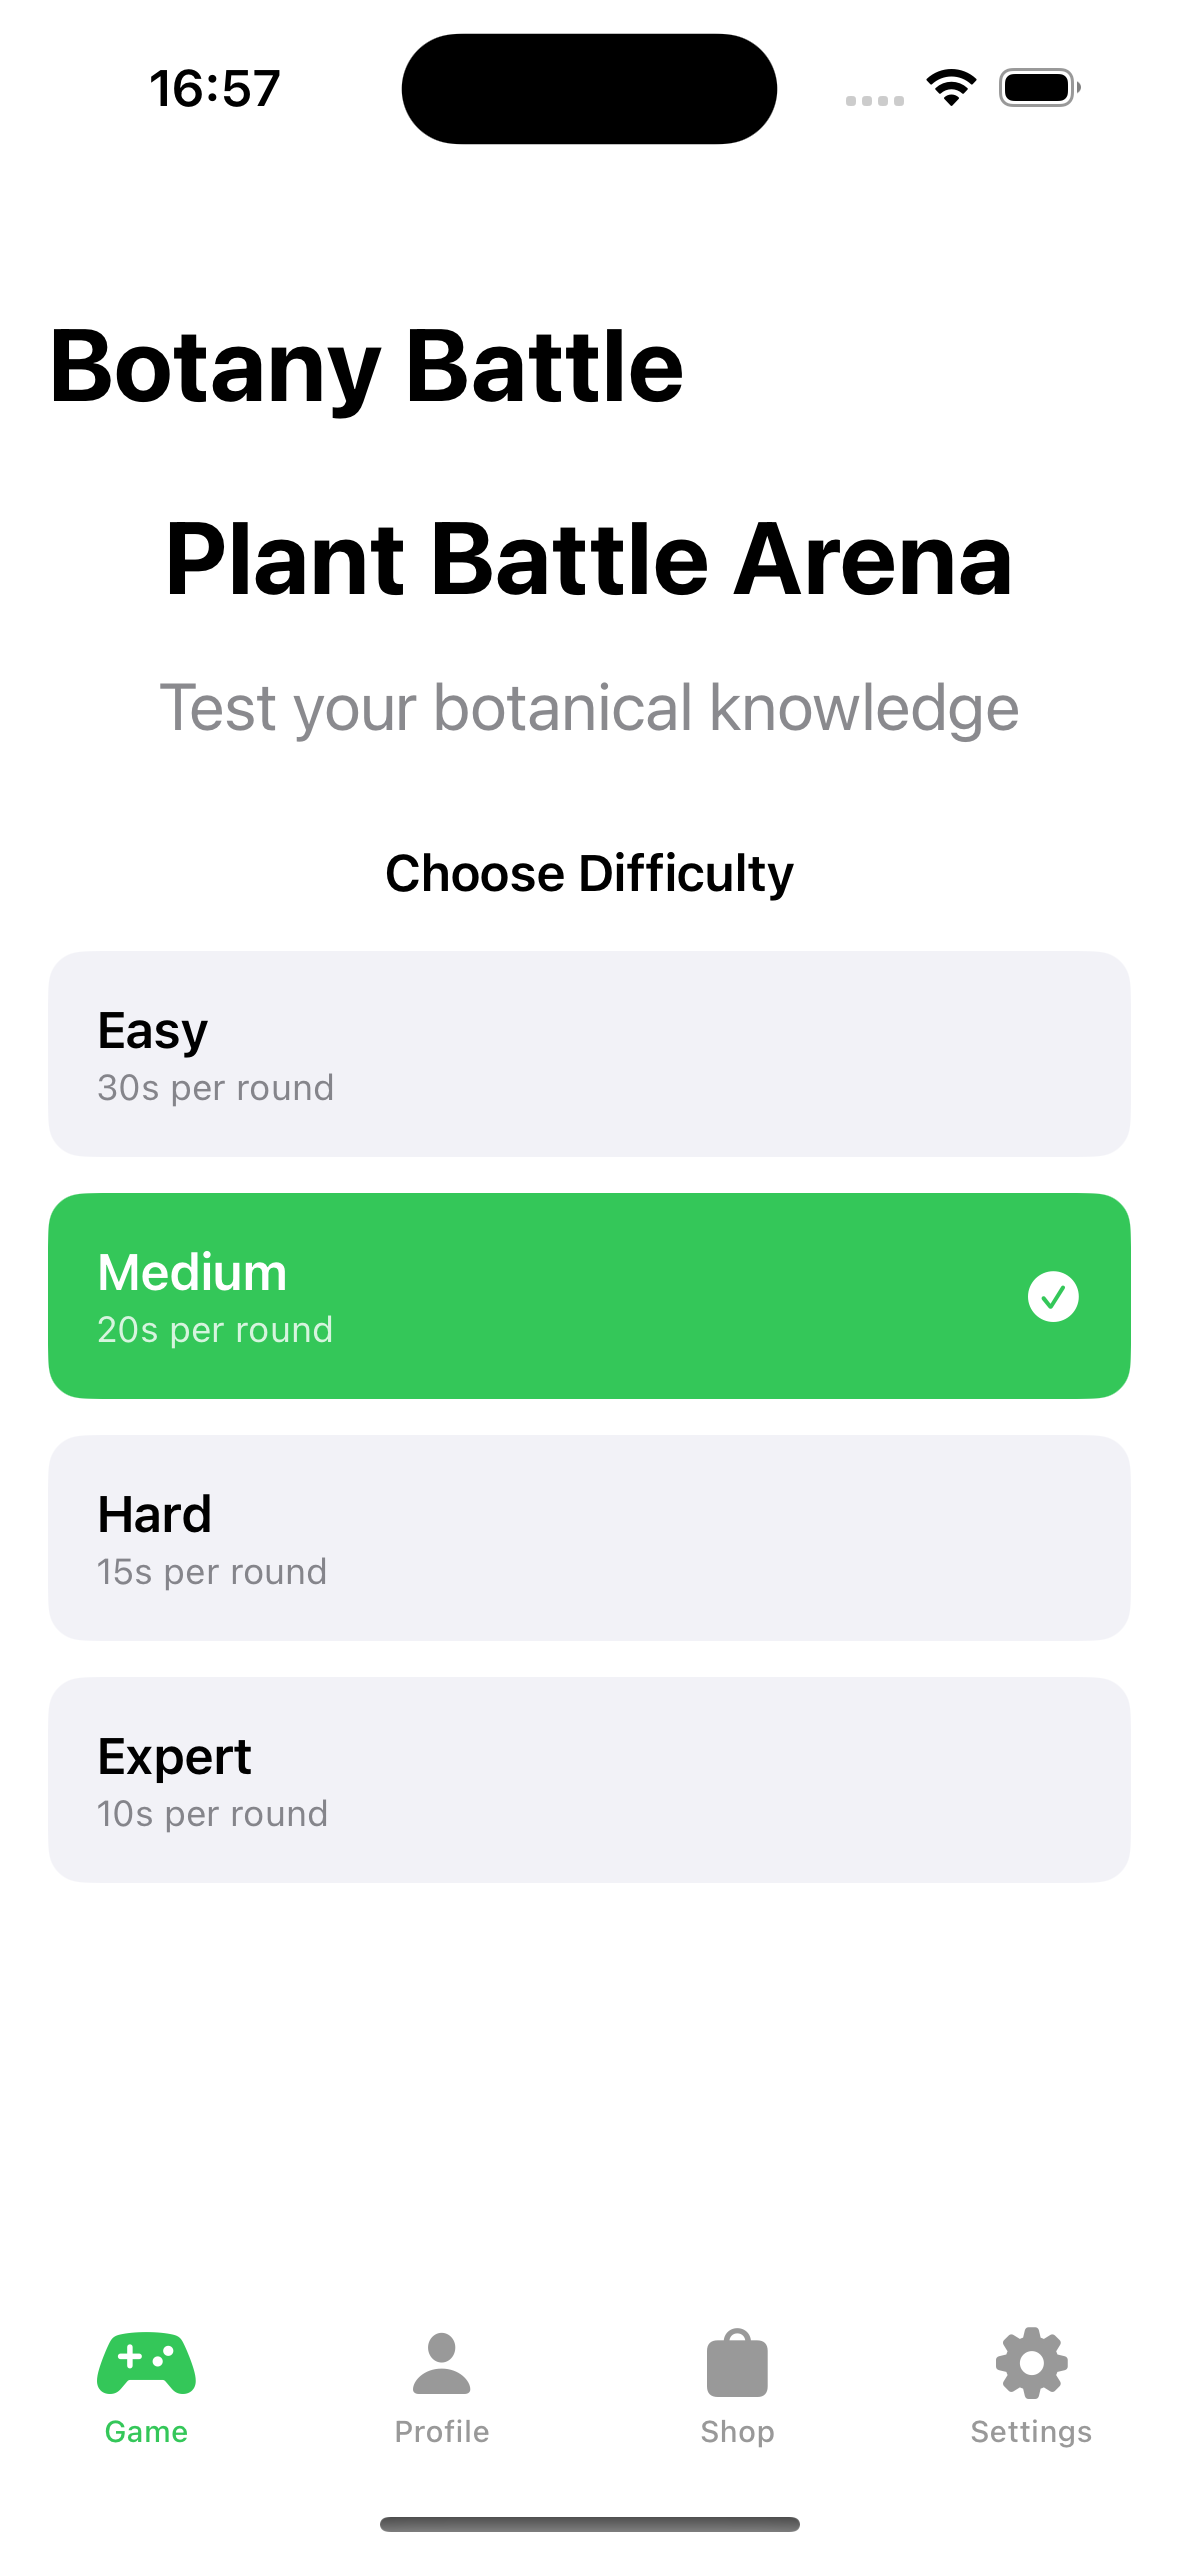 16:57
Botany Battle
Plant Battle Arena
Test your botanical knowledge
Choose Difficulty
Easy
30s per round
Medium
20s per round
Hard
15s per round
Expert
10s per round
Game
Profile
Shop
Settings